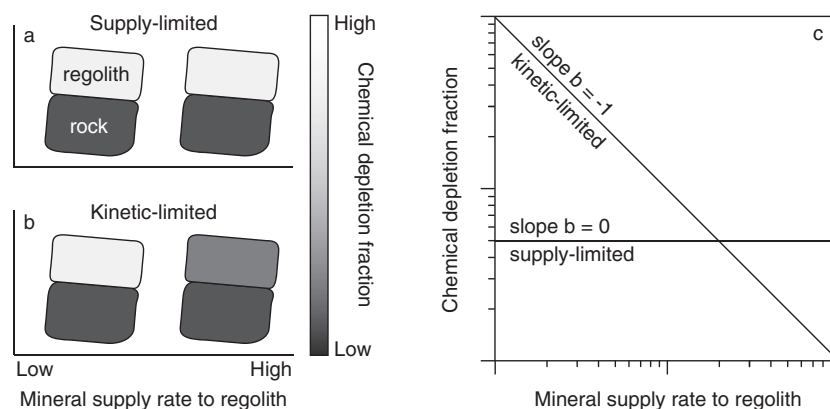 a
Supply-limited
regolith
rock
b
Kinetic-limited
Low
High
Mineral supply rate to regolith
High
Chemical depletion fraction
Low
c
slope b = -1
kinetic-limited
slope b = 0
supply-limited
Chemical depletion fraction
Mineral supply rate to regolith